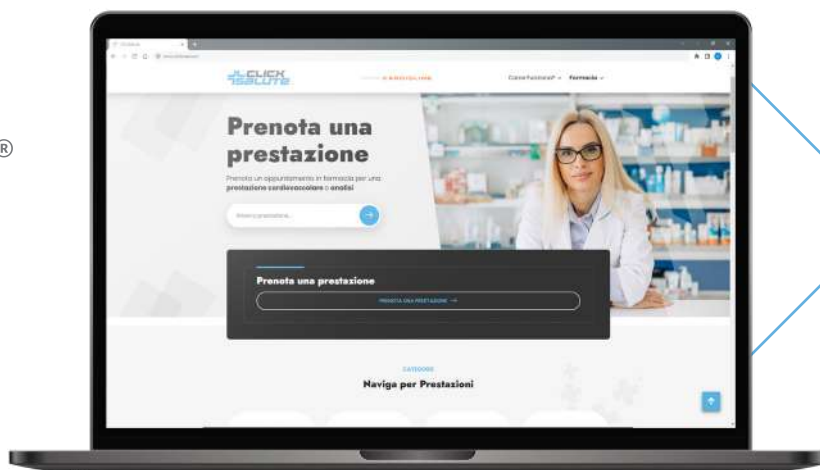 ®
CLICK
SALUTE
Come Funziona? Farmacia
Prenota una
prestazione
Prenota un appuntamento in farmacia per una
prestazione cardiovascolare o analisi
Prenota una prestazione
PRENOTA UNA PRESTAZIONE →
CATEGORIE
Naviga per Prestazioni